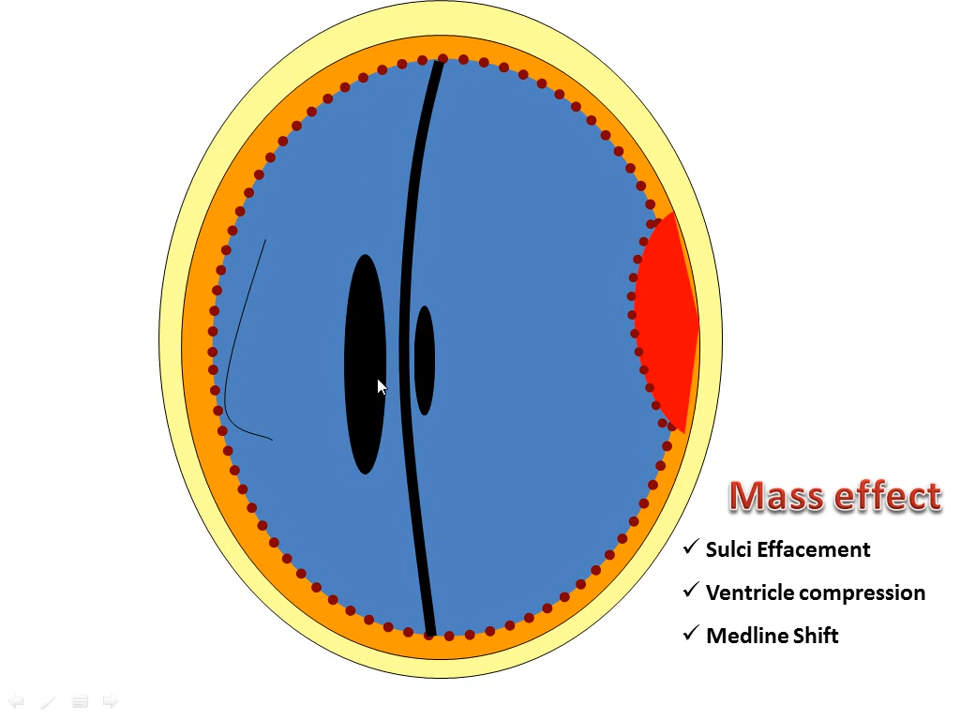 Mass effect
✓ Sulci Effacement
✓ Ventricle compression
✓ Medline Shift